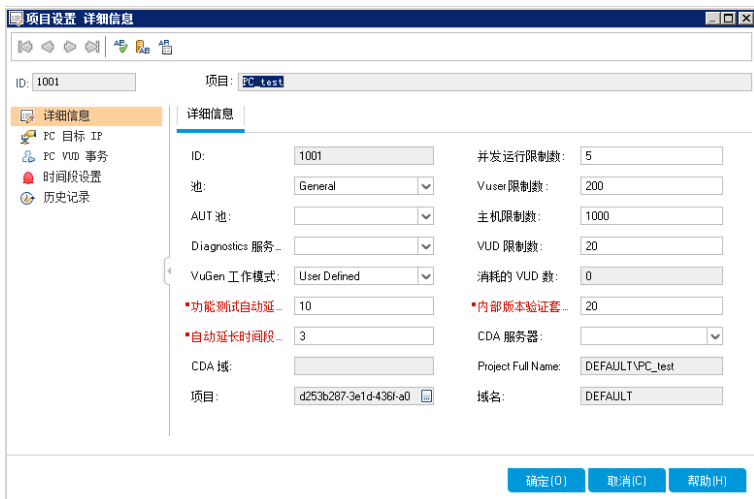 项目设置 详细信息
ID: 1001 项目: PC_test
详细信息
PC 目标 IP
PC VUD 事务
时间段设置
历史记录
详细信息
ID: 1001 并发运行限制数: 5
池: General Vuser限制数: 200
AUT 池: 主机限制数: 1000
Diagnostics 服务... VUD 限制数: 20
VuGen 工作模式: User Defined 消耗的 VUD 数: 0
*功能测试自动延... 10 *内部版本验证套... 20
*自动延长时间段... 3 CDA 服务器:
CDA 域: Project Full Name: DEFAULT\PC_test
项目: d253b287-3e1d-436f-a0 域名: DEFAULT
确定(O) 取消(C) 帮助(H)